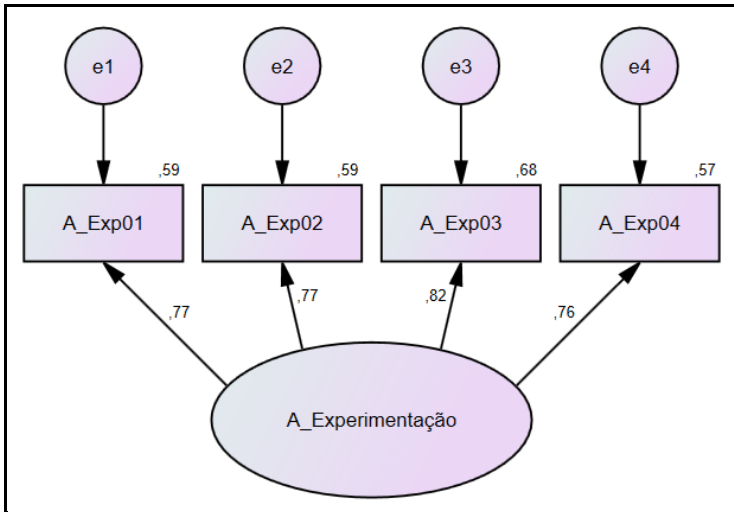 e1
e2
e3
e4
,59
,59
,68
,57
A_Exp01
A_Exp02
A_Exp03
A_Exp04
,77
,77
,82
,76
A_Experimentação